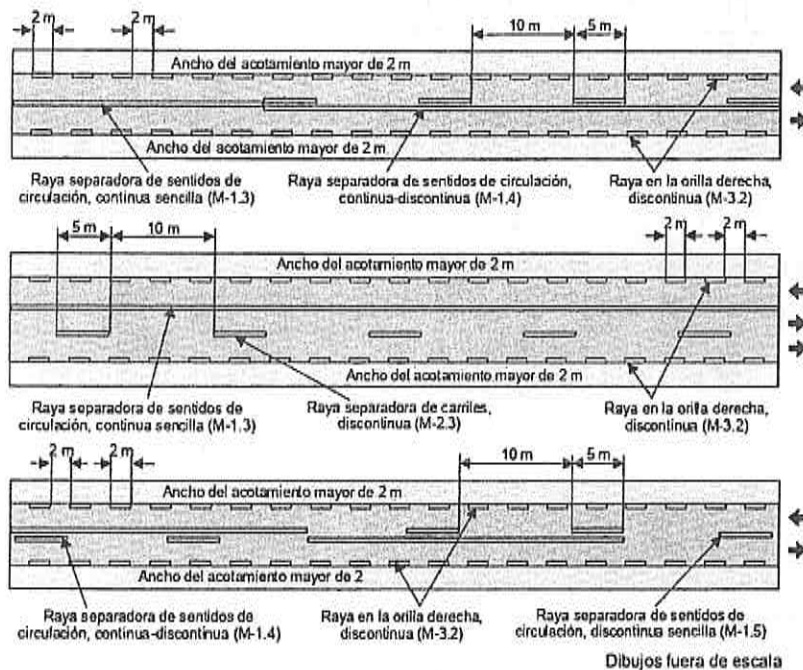 2 m 2 m 10 m 5 m
Ancho del acotamiento mayor de 2 m
Ancho del acotamiento mayor de 2 m
Raya separadora de sentidos de
circulación, continua sencilla (M-1.3)
Raya separadora de sentidos de circulación,
continua-discontinua (M-1.4)
Raya en la orilla derecha,
discontinua (M-3.2)
5 m 10 m 2 m 2 m
Ancho del acotamiento mayor de 2 m
Ancho del acotamiento mayor de 2 m
Raya separadora de sentidos de
circulación, continua sencilla (M-1.3)
Raya separadora de carriles,
discontinua (M-2.3)
Raya en la orilla derecha,
discontinua (M-3.2)
2 m 2 m 10 m 5 m
Ancho del acotamiento mayor de 2 m
Ancho del acotamiento mayor de 2
Raya separadora de sentidos de
circulación, continua-discontinua (M-1.4)
Raya en la orilla derecha,
discontinua (M-3.2)
Raya separadora de sentidos de
circulación, discontinua sencilla (M-1.5)
Dibujos fuera de escala